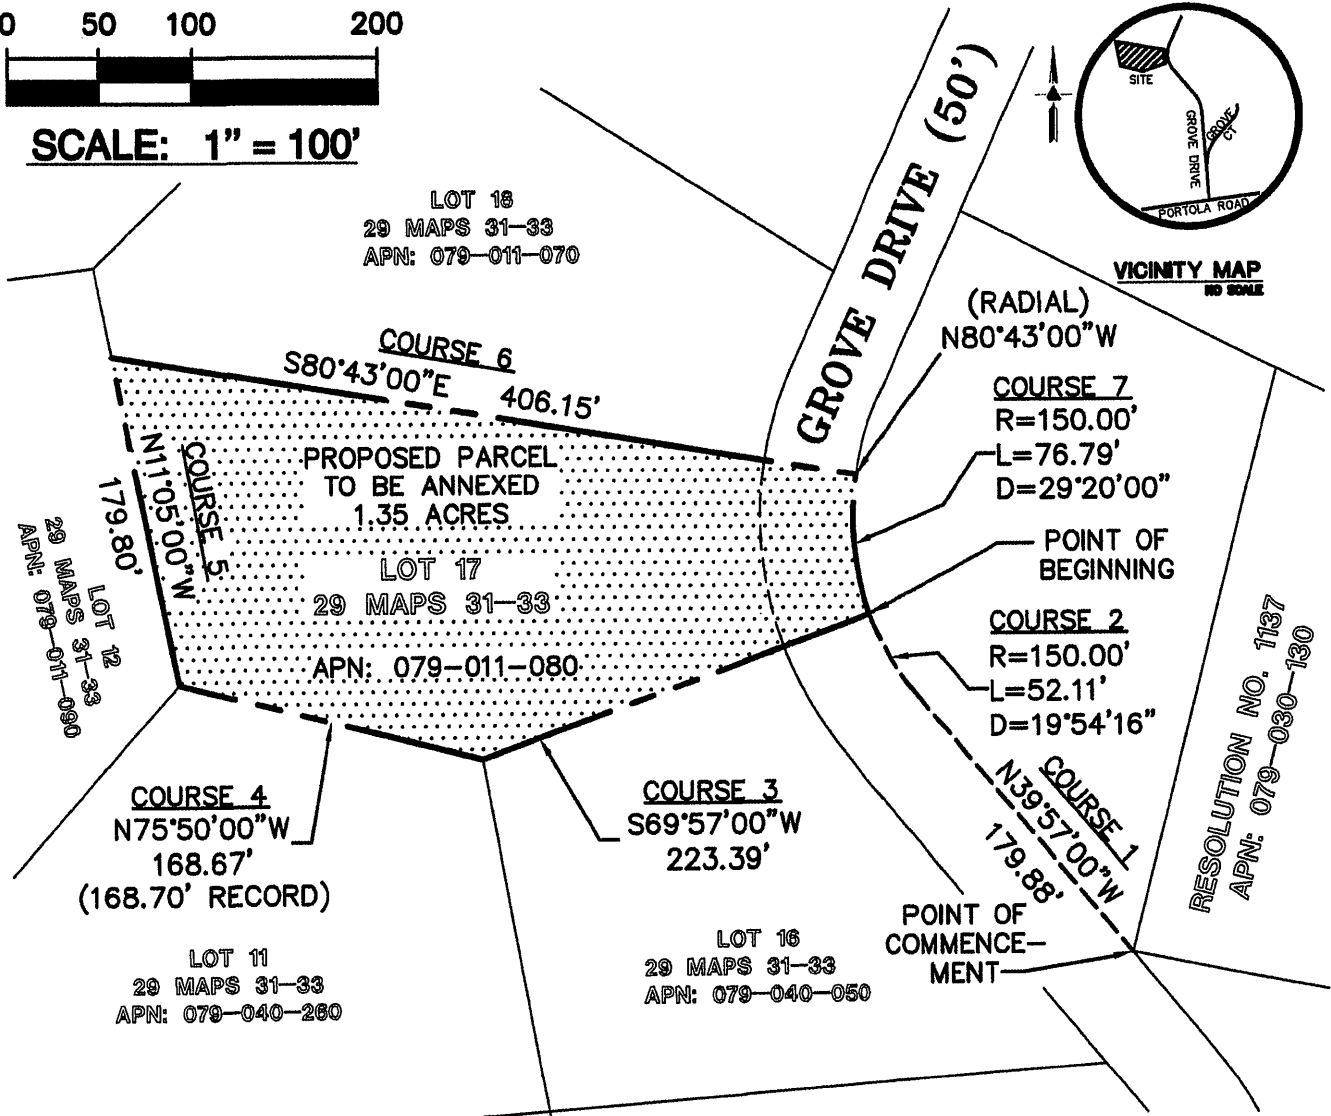 0 50 100 200
SCALE: 1" = 100'
LOT 18
29 MAPS 31-33
APN: 079-011-070
GROVE DRIVE (50')
SITE
GROVE DRIVE
GROVE CT
PORTOLA ROAD
VICINITY MAP
NO SCALE
(RADIAL)
N80°43'00"W
COURSE 6
S80°43'00"E
406.15'
COURSE 7
R=150.00'
L=76.79'
D=29°20'00"
PROPOSED PARCEL
TO BE ANNEXED
1.35 ACRES
COURSE 5
N11°05'00"W
179.80'
LOT 12
29 MAPS 31-33
APN: 079-011-090
LOT 17
29 MAPS 31-33
APN: 079-011-080
POINT OF
BEGINNING
COURSE 2
R=150.00'
L=52.11'
D=19°54'16"
RESOLUTION NO. 1137
APN: 079-030-130
COURSE 4
N75°50'00"W
168.67'
(168.70' RECORD)
COURSE 3
S69°57'00"W
223.39'
COURSE 1
N39°57'00"W
179.88'
POINT OF
COMMENCE-
MENT
LOT 11
29 MAPS 31-33
APN: 079-040-260
LOT 16
29 MAPS 31-33
APN: 079-040-050